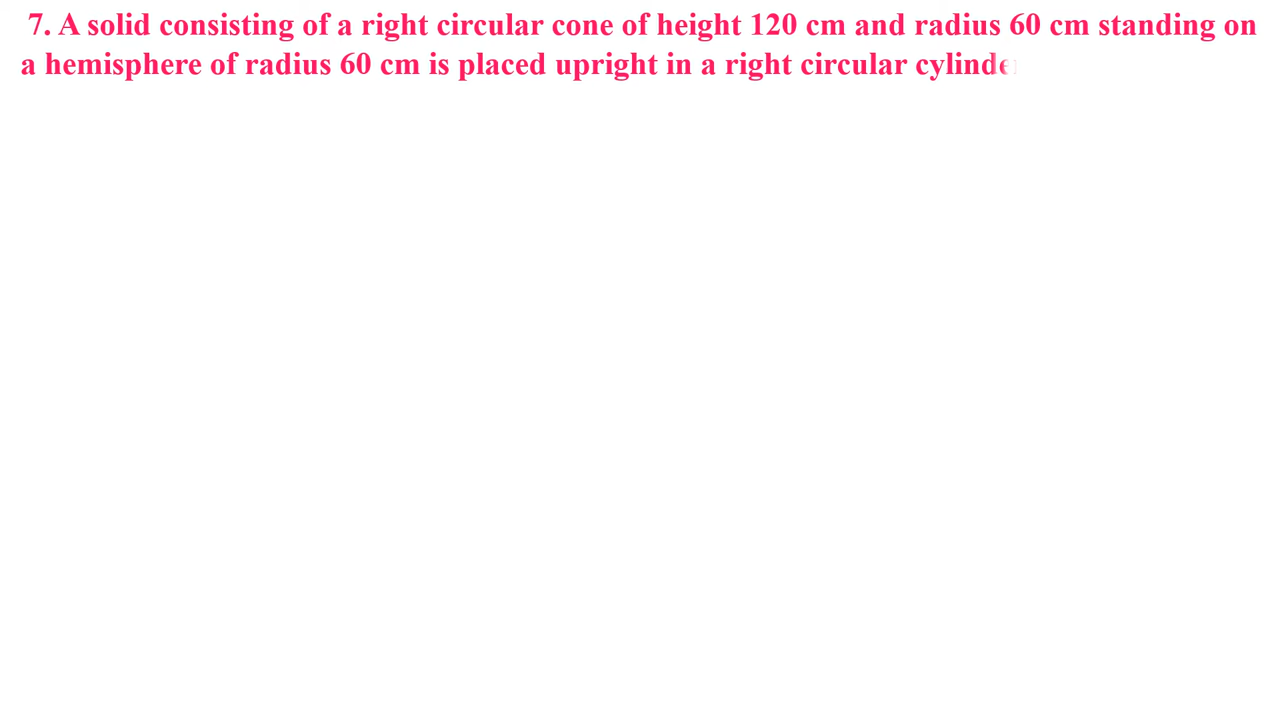 7. A solid consisting of a right circular cone of height 120 cm and radius 60 cm standing on
a hemisphere of radius 60 cm is placed upright in a right circular cylinde